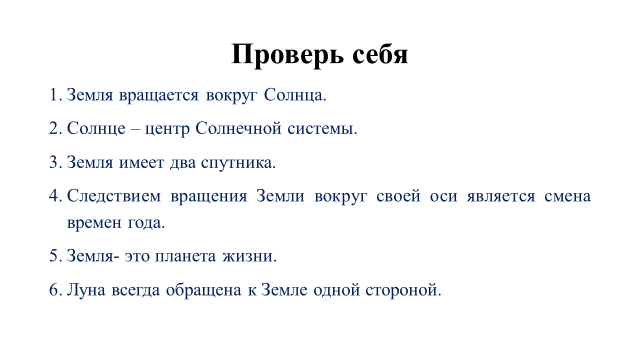 Проверь себя
1. Земля вращается вокруг Солнца.
2. Солнце – центр Солнечной системы.
3. Земля имеет два спутника.
4. Следствием вращения Земли вокруг своей оси является смена
времен года.
5. Земля- это планета жизни.
6. Луна всегда обращена к Земле одной стороной.